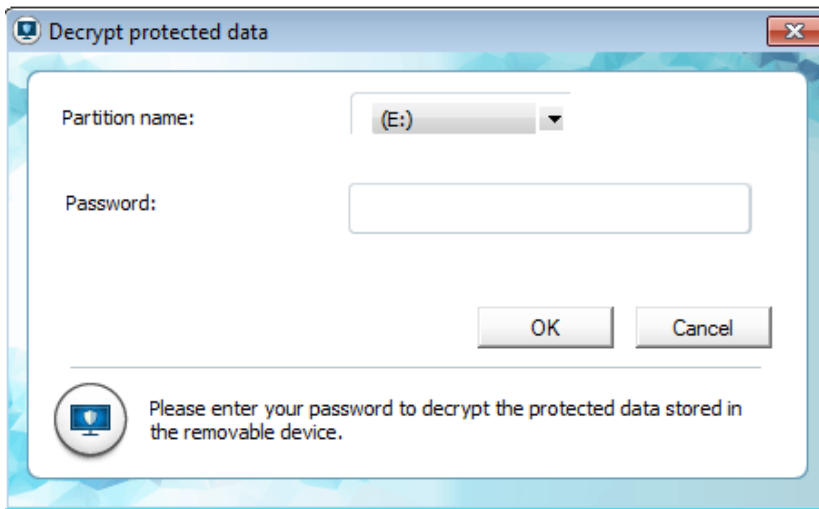 Decrypt protected data
Partition name:
(E:)
Password:
OK
Cancel
Please enter your password to decrypt the protected data stored in
the removable device.